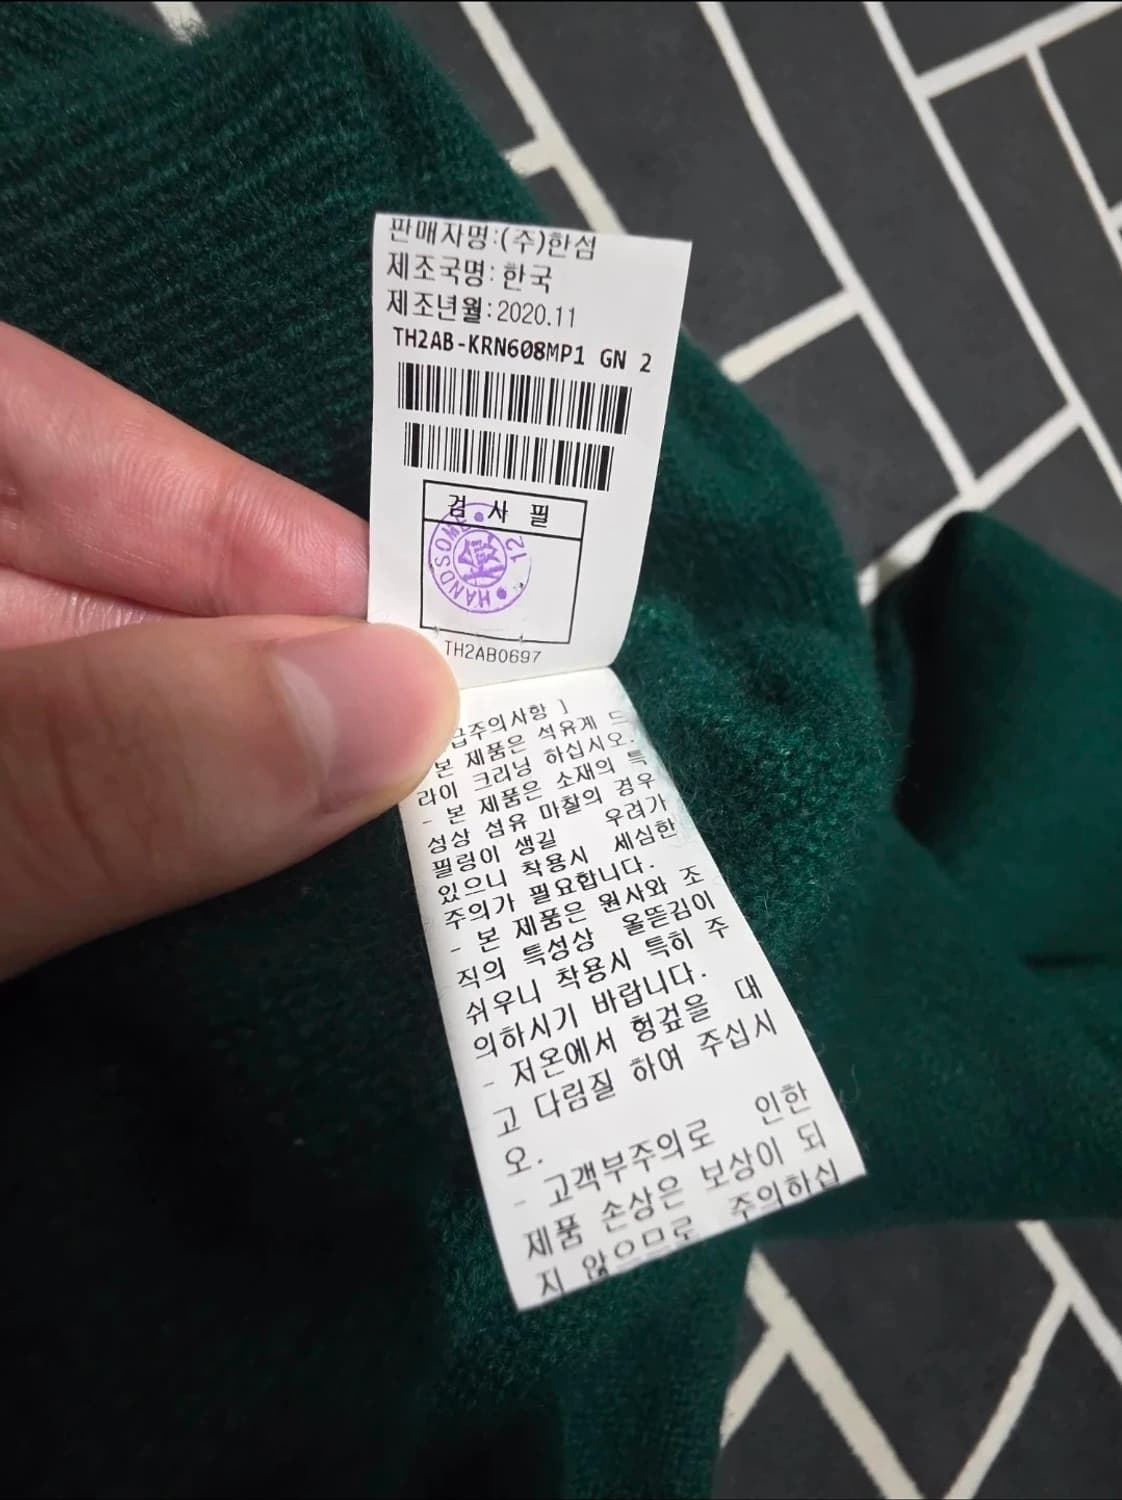 판매자명:(주)한섬
제조국명:한국
제조년월:2020.11
TH2AB-KRN608MP1 GN 2
검사필
HANDSOME 12
TH2AB0697
급주의사항 ]
본 제품은 석유계 드
라이 크리닝 하십시오.
- 본 제품은 소재의 특
성상 섬유 마찰의 경우
필링이 생길 우려가
있으니 착용시 세심한
주의가 필요합니다.
- 본 제품은 원사와 조
직의 특성상 올뜯김이
쉬우니 착용시 특히 주
의하시기 바랍니다.
- 저온에서 헝겊을 대
고 다림질 하여 주십시
오.
- 고객부주의로 인한
제품 손상은 보상이 되
지 않으므로 주의하십